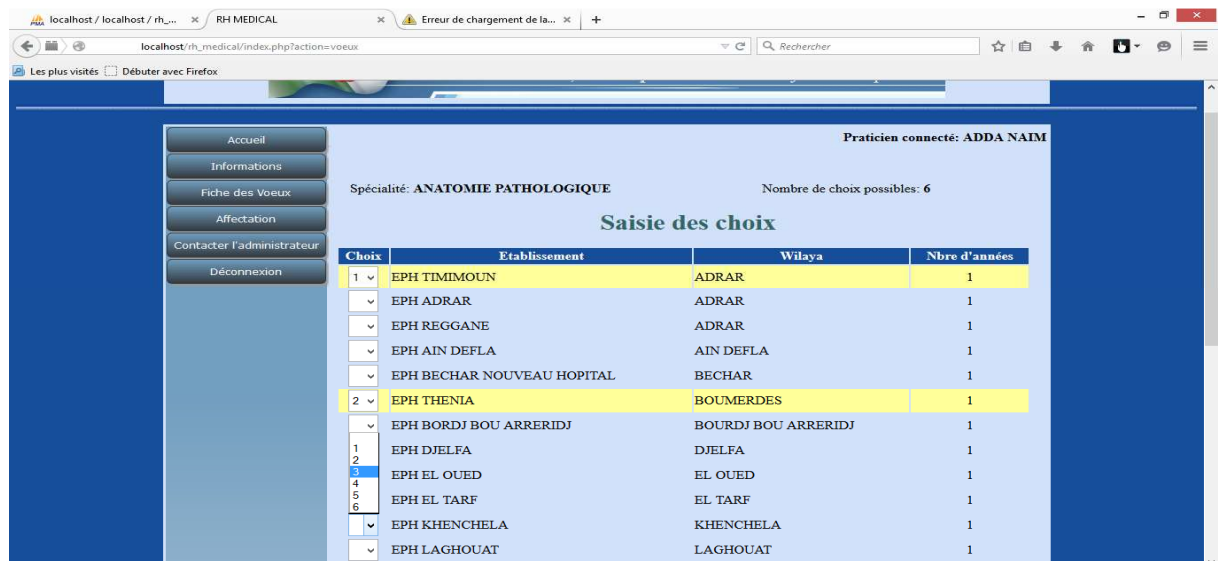 localhost / localhost / rh_... × RH MEDICAL × Erreur de chargement de la... × +
localhost/rh_medical/index.php?action=voeux Rechercher
Les plus visités Débuter avec Firefox
Praticien connecté: ADDA NAIM
Accueil
Informations
Fiche des Voeux
Affectation
Contacter l'administrateur
Déconnexion
Spécialité: ANATOMIE PATHOLOGIQUE Nombre de choix possibles: 6
Saisie des choix
Choix Etablissement Wilaya Nbre d'années
1 EPH TIMIMOUN ADRAR 1
EPH ADRAR ADRAR 1
EPH REGGANE ADRAR 1
EPH AIN DEFLA AIN DEFLA 1
EPH BECHAR NOUVEAU HOPITAL BECHAR 1
2 EPH THENIA BOUMERDES 1
EPH BORDJ BOU ARRERIDJ BOURDJ BOU ARRERIDJ 1
EPH DJELFA DJELFA 1
EPH EL OUED EL OUED 1
EPH EL TARF EL TARF 1
EPH KHENCHELA KHENCHELA 1
EPH LAGHOUAT LAGHOUAT 1
1
2
3
4
5
6